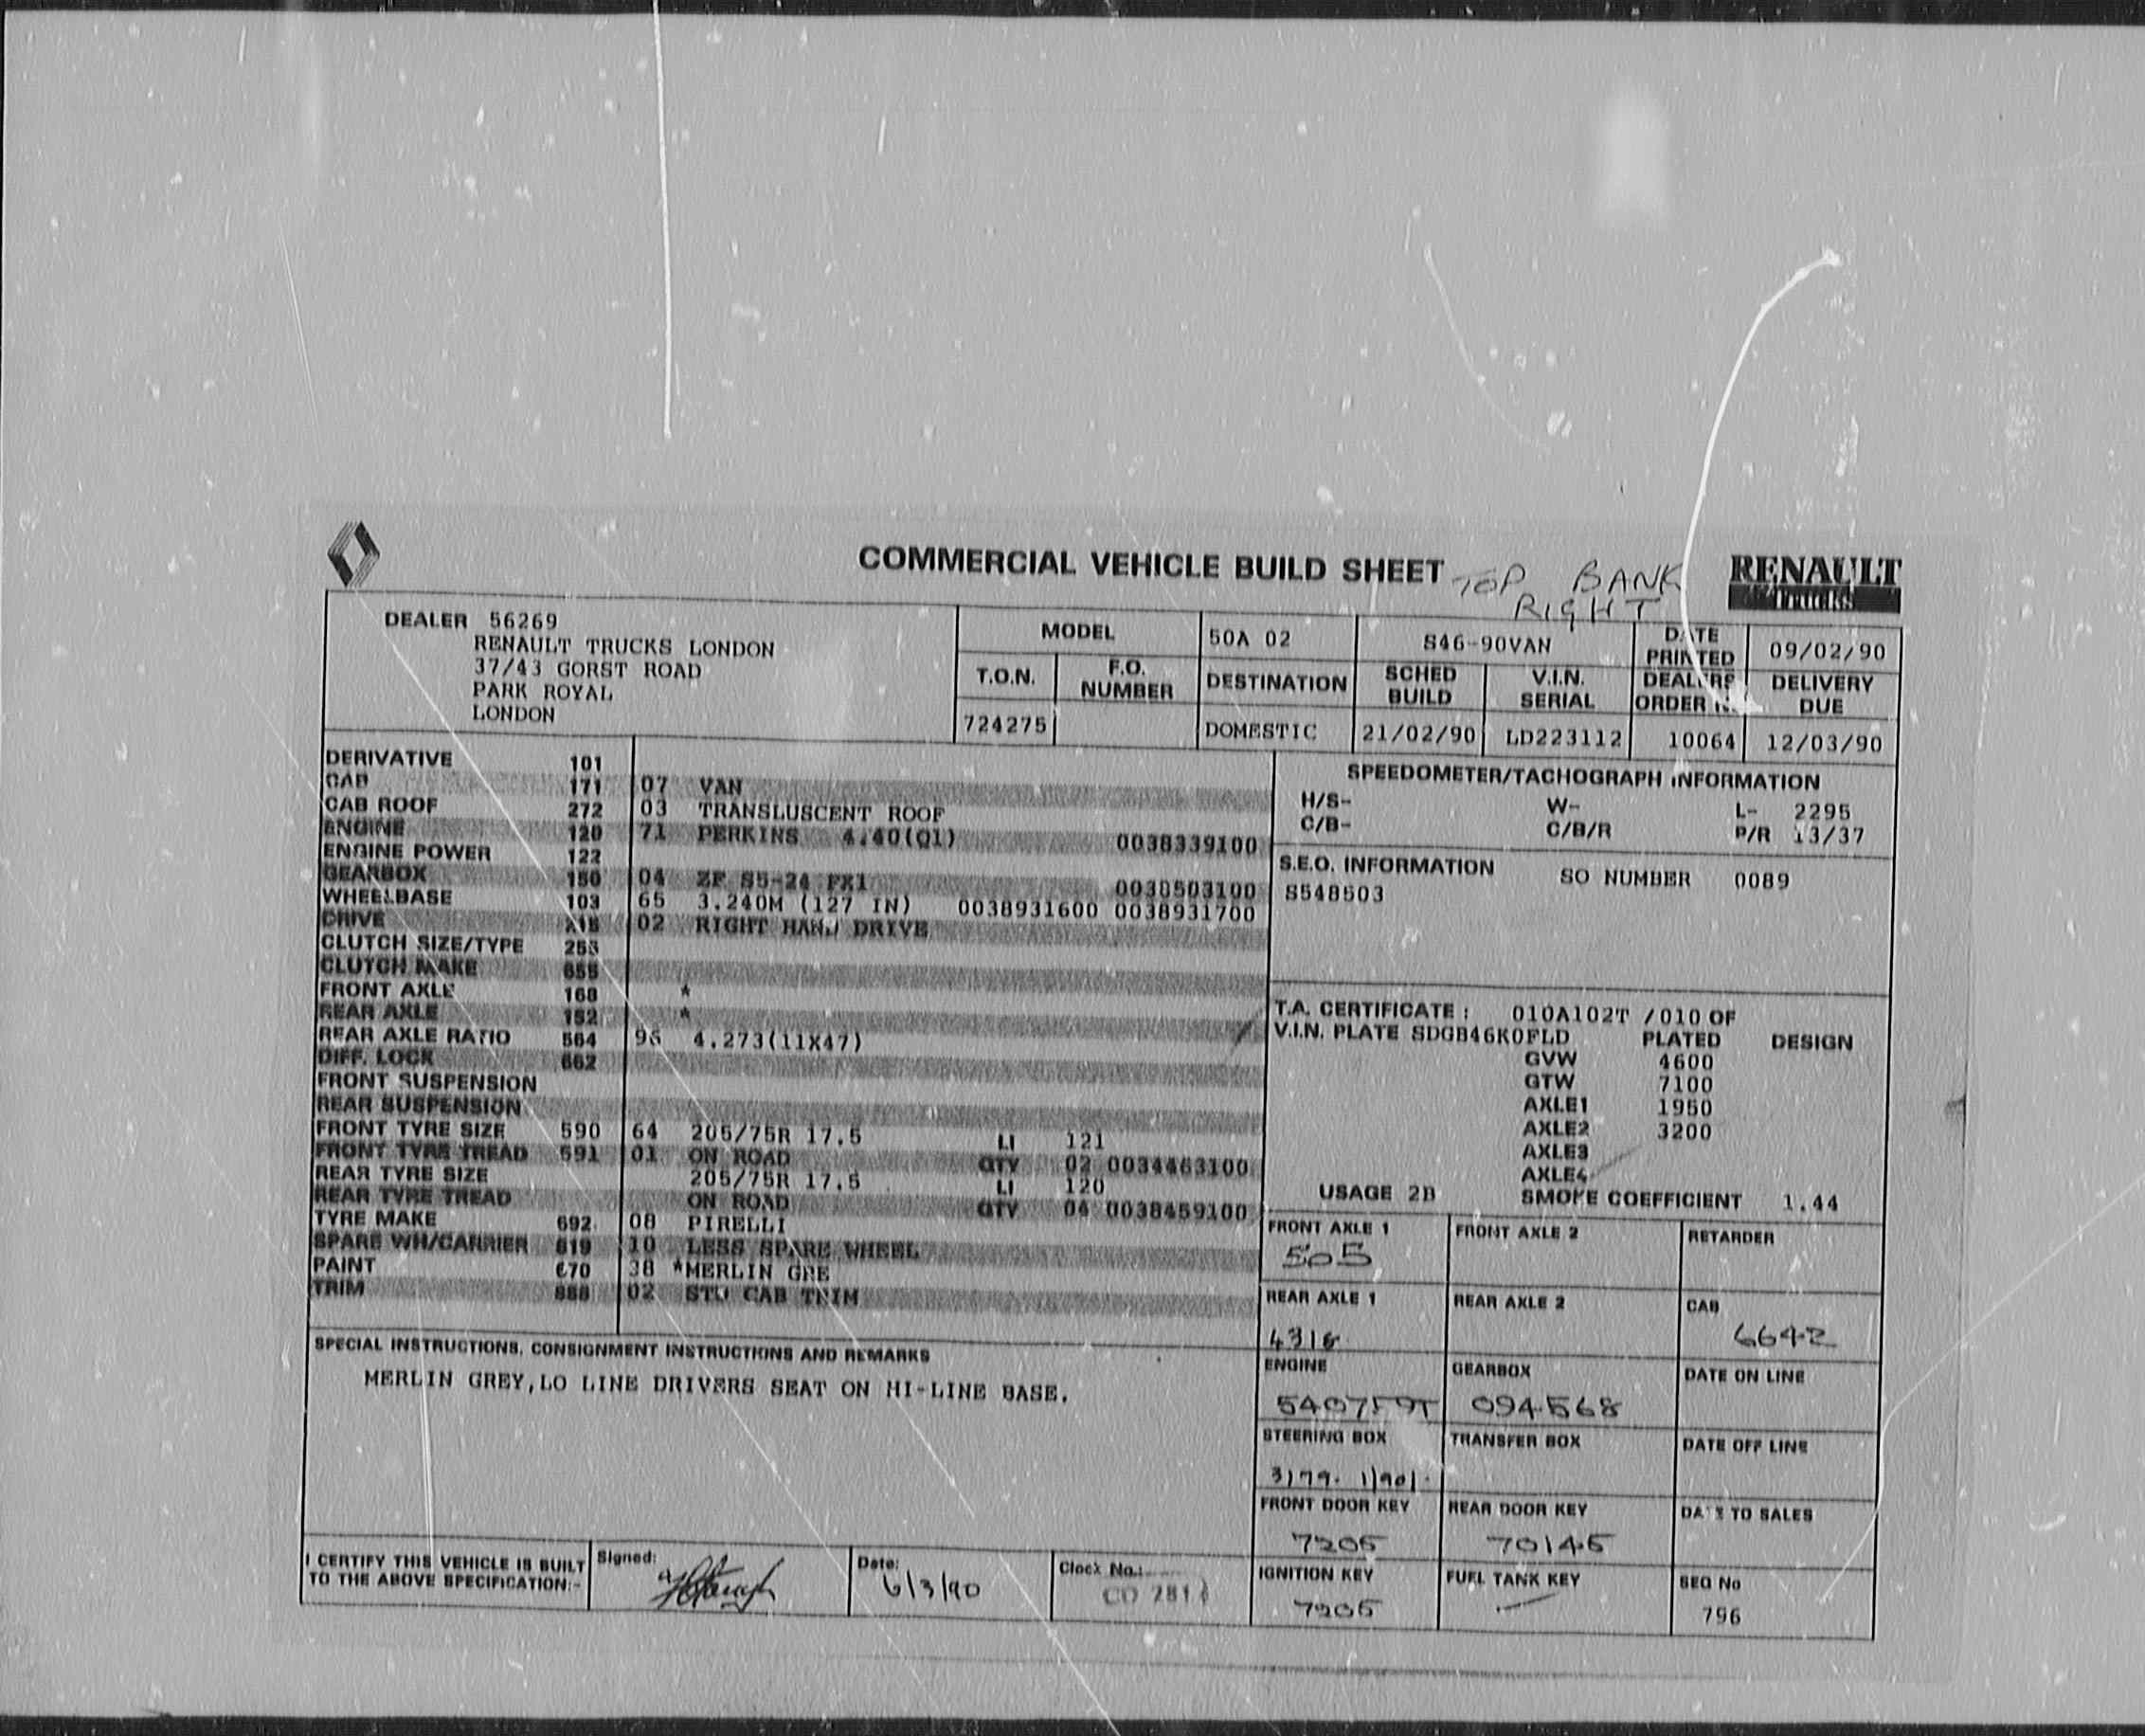 COMMERCIAL VEHICLE BUILD SHEET TOP BANK RIGHT
RENAULT
Trucks
DEALER 56269
RENAULT TRUCKS LONDON
37/43 GORST ROAD
PARK ROYAL
LONDON
MODEL 50A 02 S46-90VAN DATE PRINTED 09/02/90
T.O.N. F.O. NUMBER DESTINATION SCHED BUILD V.I.N. SERIAL DEALERS ORDER DELIVERY DUE
724275 DOMESTIC 21/02/90 LD223112 10064 12/03/90
DERIVATIVE 101
CAB 171 07 VAN
CAB ROOF 272 03 TRANSLUSCENT ROOF
ENGINE 120 71 PERKINS 4.40(Q1) 0038339100
ENGINE POWER 122
GEARBOX 150 04 ZF S5-24 FX1 0038503100
WHEELBASE 103 65 3.240M (127 IN) 0038931600 0038931700
DRIVE 02 RIGHT HAND DRIVE
CLUTCH SIZE/TYPE 253
CLUTCH MAKE 655
FRONT AXLE 168 *
REAR AXLE 152 *
REAR AXLE RATIO 564 96 4.273(11X47)
DIFF. LOCK 662
FRONT SUSPENSION
REAR SUSPENSION
FRONT TYRE SIZE 590 64 205/75R 17.5 LI 121
FRONT TYRE TREAD 591 01 ON ROAD QTY 02 0034463100
REAR TYRE SIZE 205/75R 17.5 LI 120
REAR TYRE TREAD ON ROAD QTY 04 0038459100
TYRE MAKE 692 08 PIRELLI
SPARE WH/CARRIER 619 10 LESS SPARE WHEEL
PAINT 670 38 *MERLIN GRE
TRIM 888 02 STD CAB TRIM
SPEEDOMETER/TACHOGRAPH INFORMATION
H/S- W- L- 2295
C/B- C/B/R P/R 13/37
S.E.O. INFORMATION SO NUMBER 0089
S548503
T.A. CERTIFICATE : 010A102T /010 OF
V.I.N. PLATE SDGB46K0FLD PLATED DESIGN
GVW 4600
GTW 7100
AXLE1 1950
AXLE2 3200
AXLE3
AXLE4
USAGE 2B SMOKE COEFFICIENT 1.44
FRONT AXLE 1 FRONT AXLE 2 RETARDER
505
REAR AXLE 1 REAR AXLE 2 CAB
6642
ENGINE GEARBOX DATE ON LINE
094568
STEERING BOX TRANSFER BOX DATE OFF LINE
FRONT DOOR KEY REAR DOOR KEY DATE TO SALES
7205 70145
IGNITION KEY FUEL TANK KEY SEQ No
7205 — 796
SPECIAL INSTRUCTIONS, CONSIGNMENT INSTRUCTIONS AND REMARKS
MERLIN GREY,LO LINE DRIVERS SEAT ON HI-LINE BASE.
I CERTIFY THIS VEHICLE IS BUILT
TO THE ABOVE SPECIFICATION:-
Signed:
Date: 6/3/90
Clock No.: